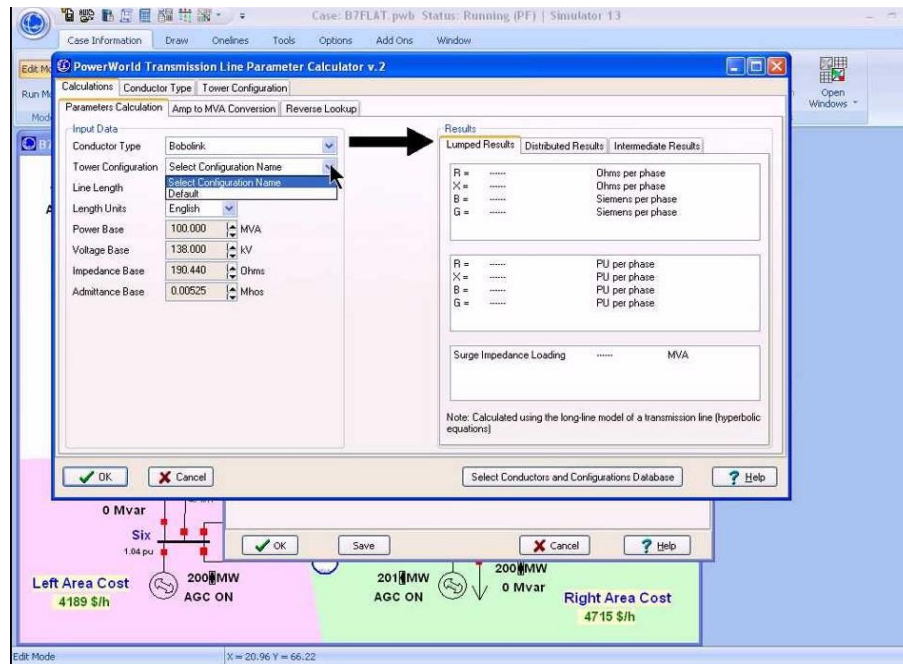 Case: B7FLAT.pwb Status: Running (PF) | Simulator 13
Case Information Draw Onelines Tools Options Add Ons Window
Edit Mo
Run Mo
Mod
Open
Windows
PowerWorld Transmission Line Parameter Calculator v.2
Calculations Conductor Type Tower Configuration
Parameters Calculation Amp to MVA Conversion Reverse Lookup
Input Data
Conductor Type Bobolink
Tower Configuration Select Configuration Name
Select Configuration Name
Line Length
Default
Length Units English
Power Base 100.000 MVA
Voltage Base 138.000 kV
Impedance Base 190.440 Ohms
Admittance Base 0.00525 Mhos
Results
Lumped Results Distributed Results Intermediate Results
R = ------ Ohms per phase
X = ------ Ohms per phase
B = ------ Siemens per phase
G = ------ Siemens per phase
R = ------ PU per phase
X = ------ PU per phase
B = ------ PU per phase
G = ------ PU per phase
Surge Impedance Loading ------ MVA
Note: Calculated using the long-line model of a transmission line (hyperbolic
equations)
OK Cancel Select Conductors and Configurations Database ? Help
0 Mvar
Six
1.04 pu
OK Save Cancel ? Help
Left Area Cost
4189 $/h
200 MW
AGC ON
201 MW
AGC ON
200 MW
0 Mvar
Right Area Cost
4715 $/h
Edit Mode X = 20.96 Y = 66.22